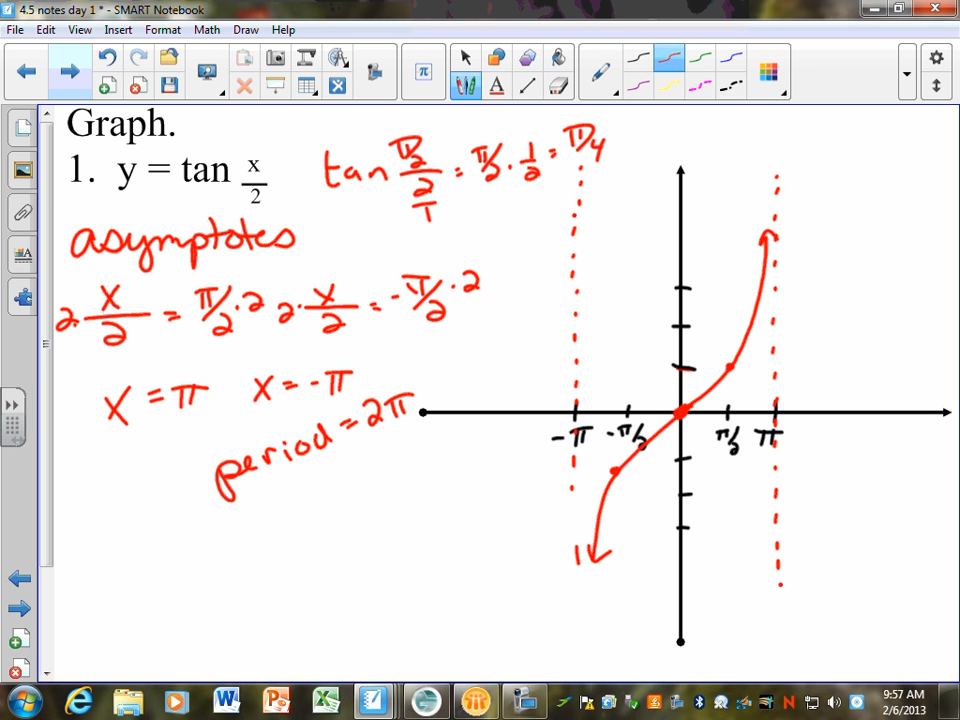 4.5 notes day 1 * - SMART Notebook
File Edit View Insert Format Math Draw Help
Graph.
1. y = tan x/2
tan π/2 / 2/1 = π/2 · 1/2 = π/4
asymptotes
2 · x/2 = π/2 · 2 2 · x/2 = -π/2 · 2
x = π x = -π
period = 2π
-π -π/2 π/2 π
9:57 AM
2/6/2013